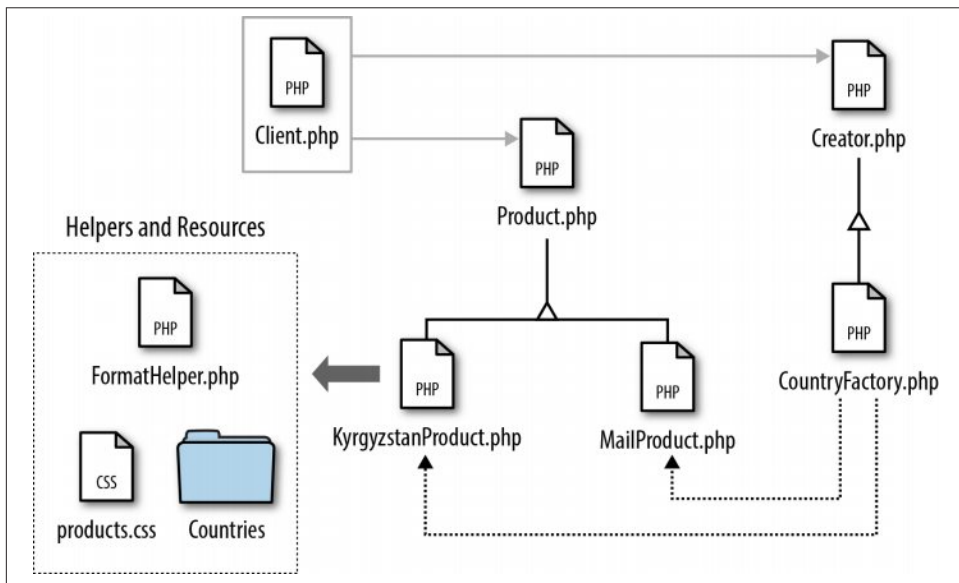 PHP
Client.php
PHP
Creator.php
PHP
Product.php
Helpers and Resources
PHP
FormatHelper.php
CSS
products.css
Countries
PHP
KyrgyzstanProduct.php
PHP
MailProduct.php
PHP
CountryFactory.php